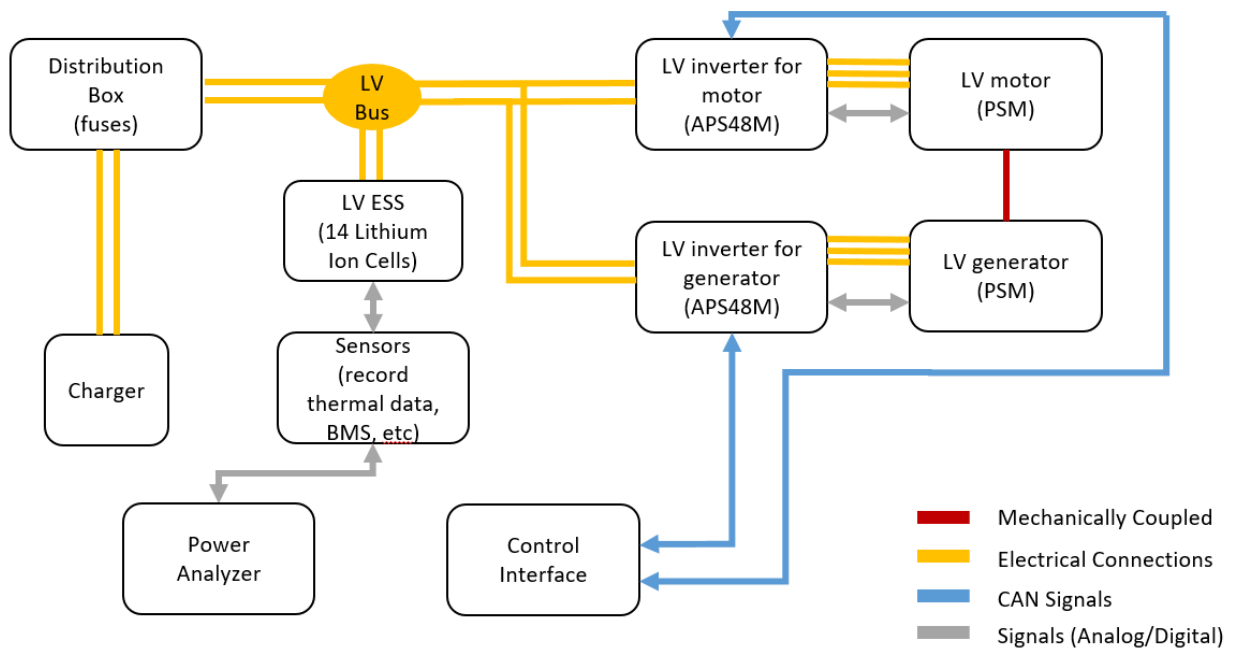 Distribution
Box
(fuses)
LV
Bus
LV inverter for
motor
(APS48M)
LV motor
(PSM)
LV ESS
(14 Lithium
Ion Cells)
LV inverter for
generator
(APS48M)
LV generator
(PSM)
Charger
Sensors
(record
thermal data,
BMS, etc)
Power
Analyzer
Control
Interface
Mechanically Coupled
Electrical Connections
CAN Signals
Signals (Analog/Digital)